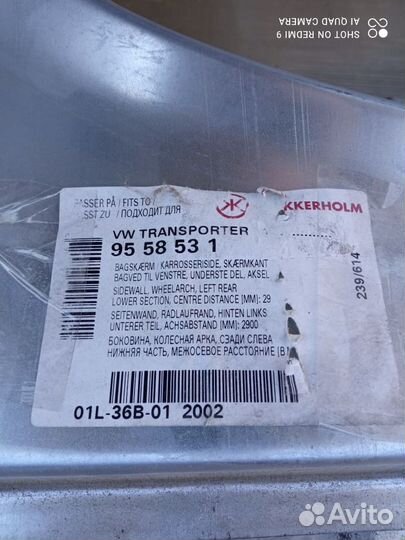 SHOT ON REDMI 9
AI QUAD CAMERA
PASSER PÅ / FITS TO
ASST ZU / ПОДХОДИТ ДЛЯ
KKERHOLM
VW TRANSPORTER
95 58 53 1
BAGSKÆRM / KARROSSERISIDE, SKÆRMKANT
BAGVED TIL VENSTRE, UNDERSTE DEL, AKSEL
SIDEWALL, WHEELARCH, LEFT REAR
LOWER SECTION, CENTRE DISTANCE [MM]: 29
SEITENWAND, RADLAUFRAND, HINTEN LINKS
UNTERER TEIL, ACHSABSTAND [MM]: 2900
БОКОВИНА, КОЛЕСНАЯ АРКА, СЗАДИ СЛЕВА
НИЖНЯЯ ЧАСТЬ, МЕЖОСЕВОЕ РАССТОЯНИЕ [В
239/614
01L-36B-01 2002
Avito